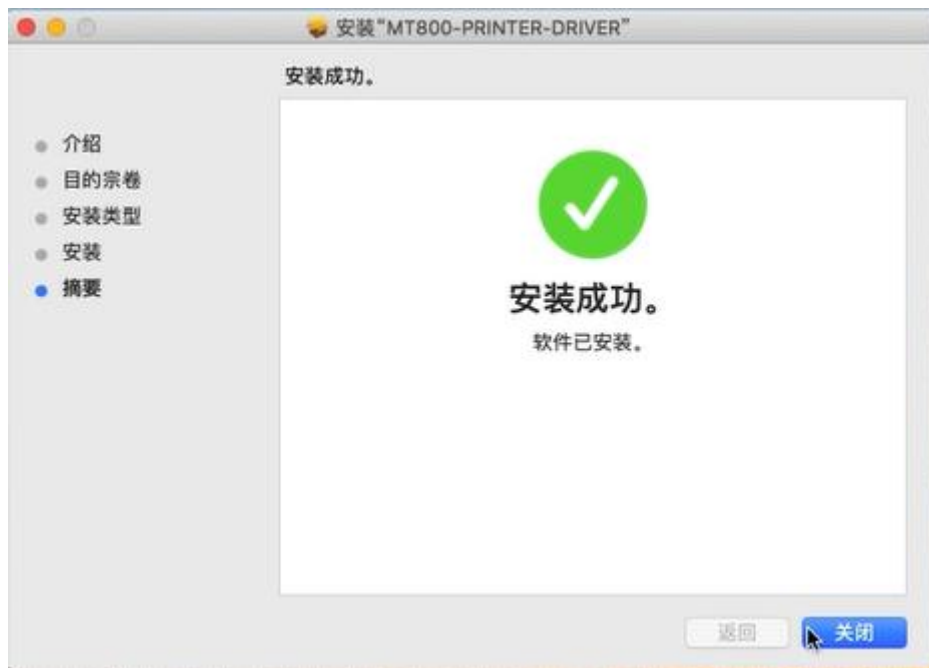 安装“MT800-PRINTER-DRIVER”
安装成功。
介绍
目的宗卷
安装类型
安装
摘要
安装成功。
软件已安装。
返回
关闭